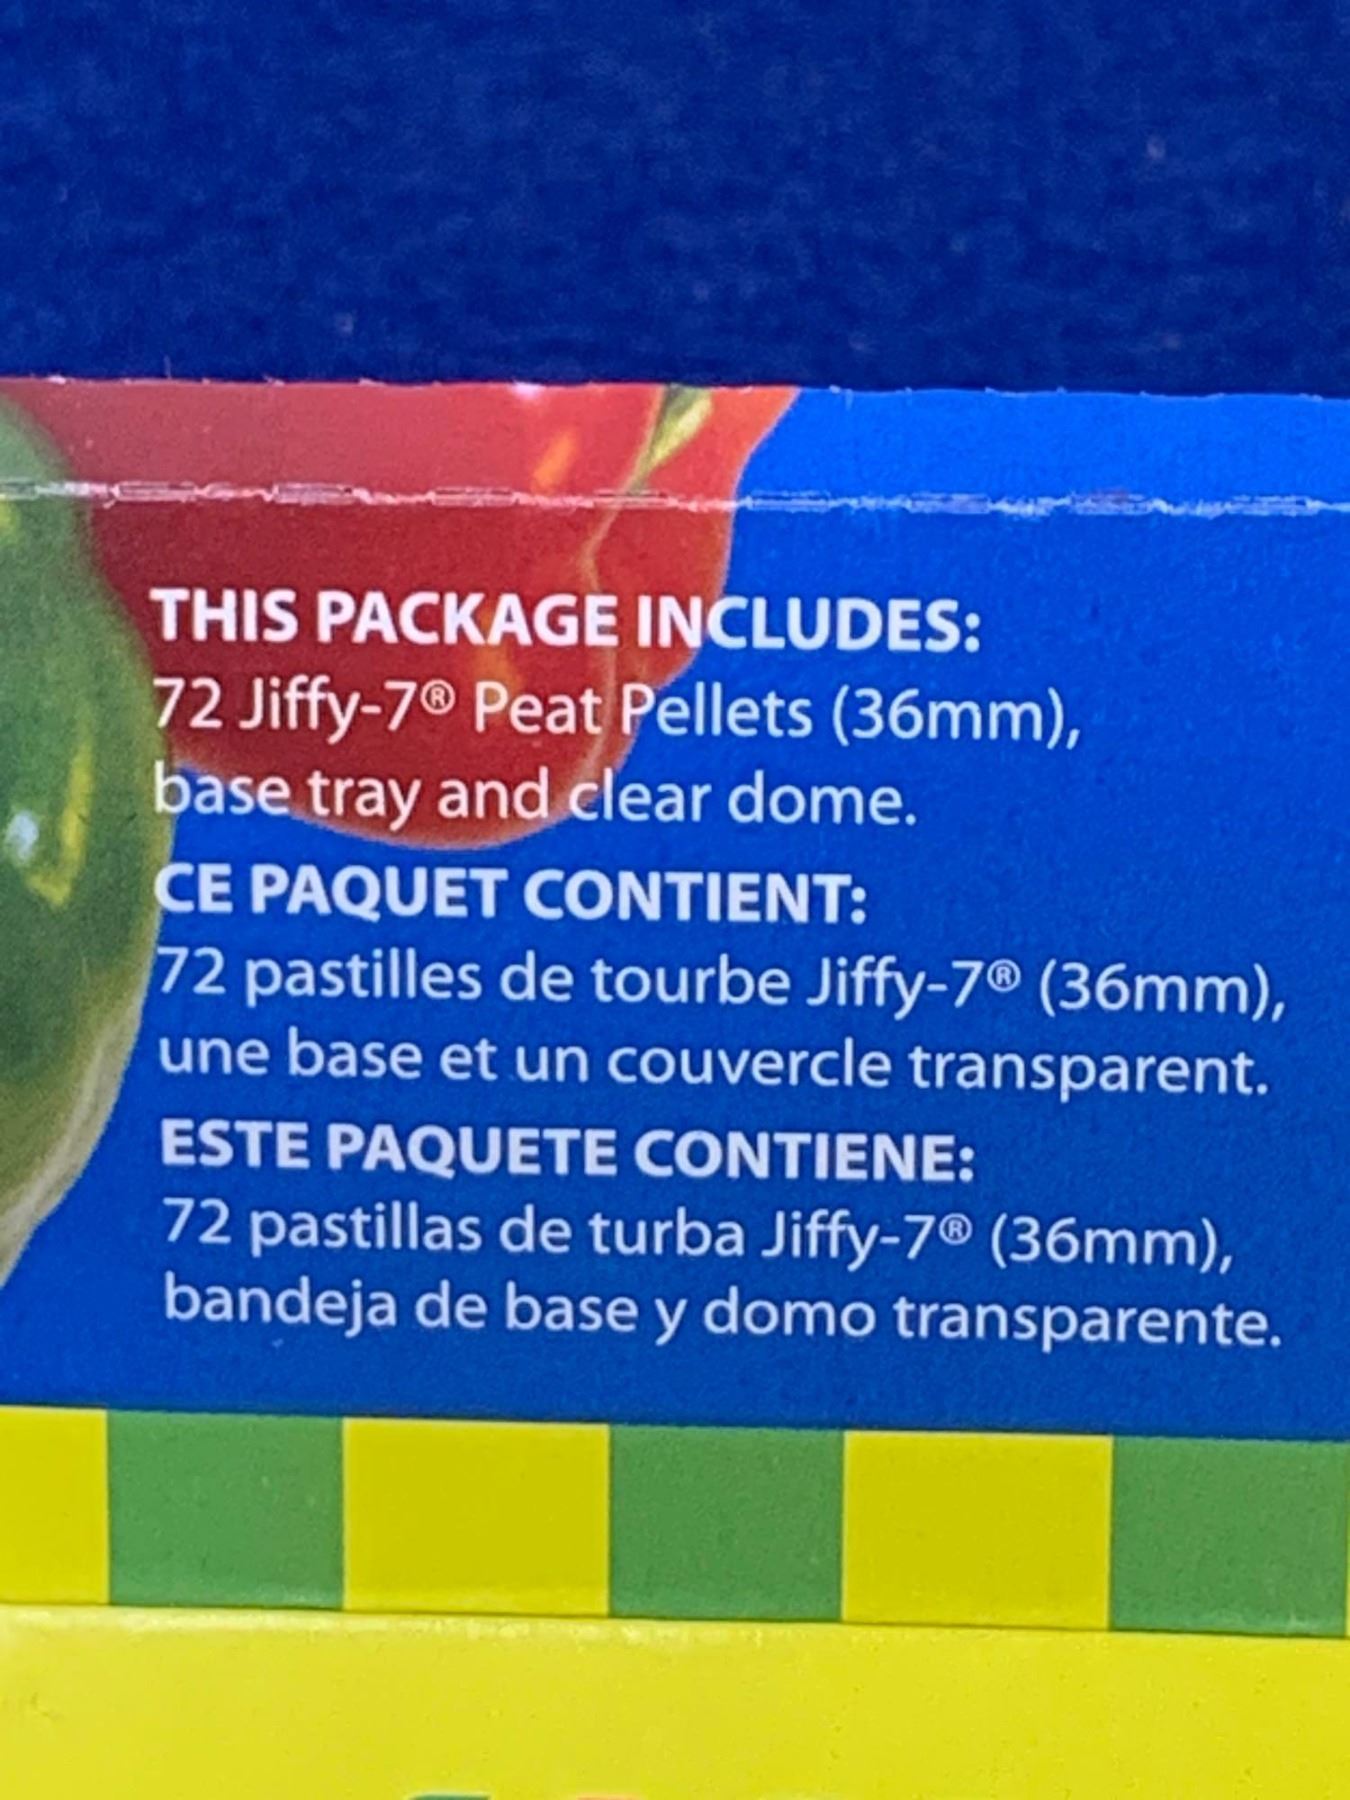 THIS PACKAGE INCLUDES:
72 Jiffy-7® Peat Pellets (36mm),
base tray and clear dome.
CE PAQUET CONTIENT:
72 pastilles de tourbe Jiffy-7® (36mm),
une base et un couvercle transparent.
ESTE PAQUETE CONTIENE:
72 pastillas de turba Jiffy-7® (36mm),
bandeja de base y domo transparente.